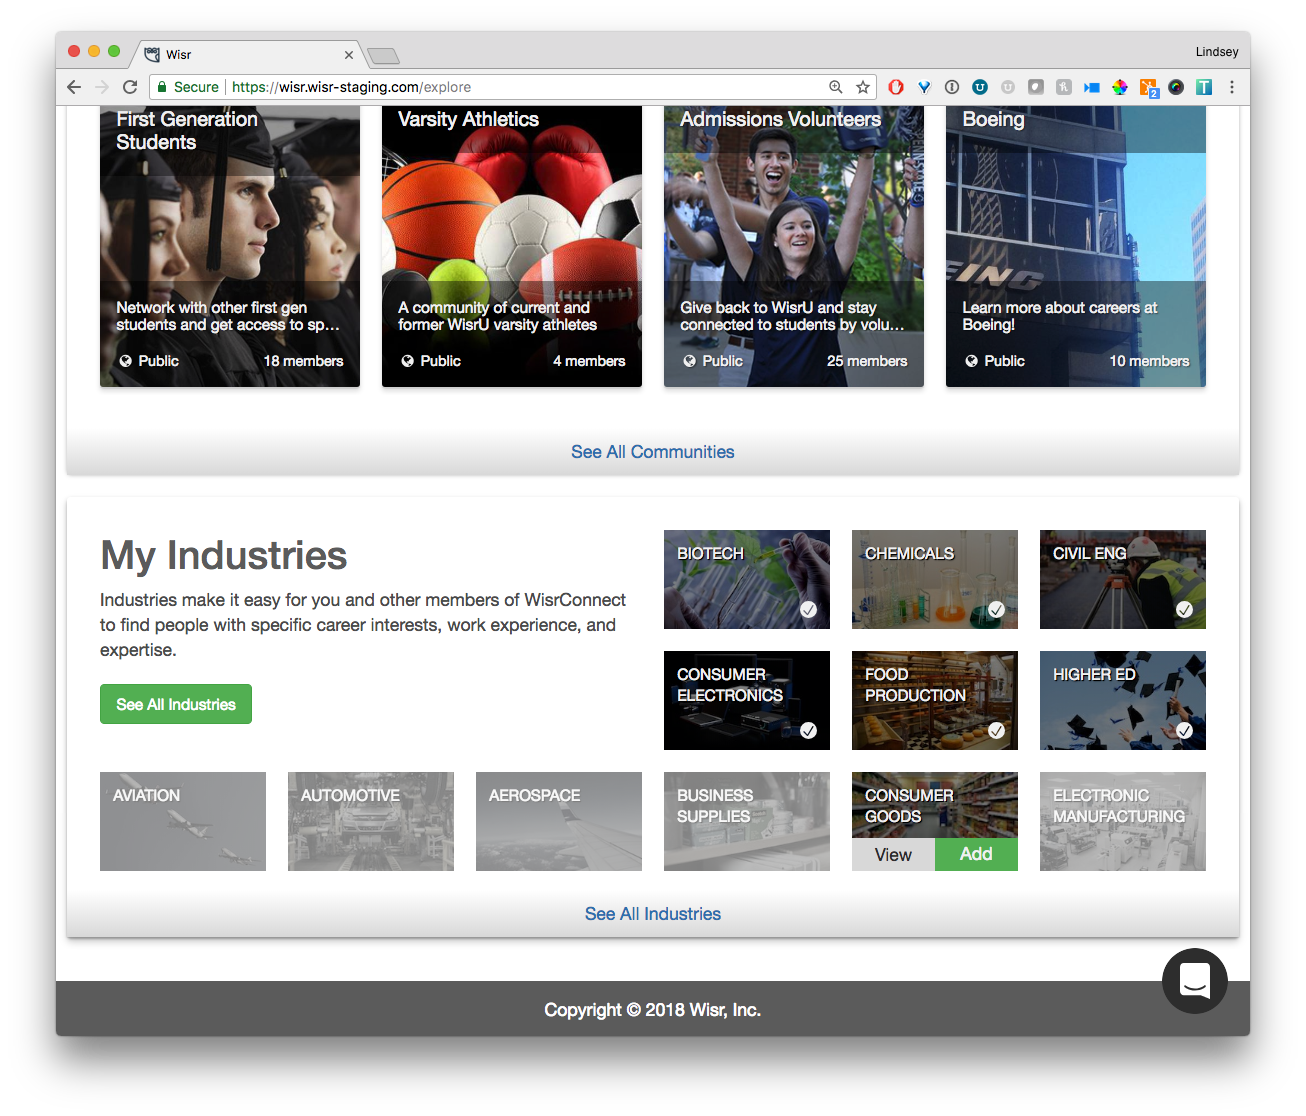 Wisr
Lindsey
Secure
https://wisr.wisr-staging.com/explore
2
First Generation
Students
Network with other first gen
students and get access to sp...
Public
18 members
Varsity Athletics
A community of current and
former WisrU varsity athletes
Public
4 members
Admissions Volunteers
Give back to WisrU and stay
connected to students by volu...
Public
25 members
Boeing
EING
Learn more about careers at
Boeing!
Public
10 members
See All Communities
My Industries
Industries make it easy for you and other members of WisrConnect
to find people with specific career interests, work experience, and
expertise.
See All Industries
BIOTECH
CHEMICALS
CIVIL ENG
CONSUMER
ELECTRONICS
FOOD
PRODUCTION
HIGHER ED
AVIATION
AUTOMOTIVE
AEROSPACE
BUSINESS
SUPPLIES
CONSUMER
GOODS
View
Add
ELECTRONIC
MANUFACTURING
See All Industries
Copyright © 2018 Wisr, Inc.